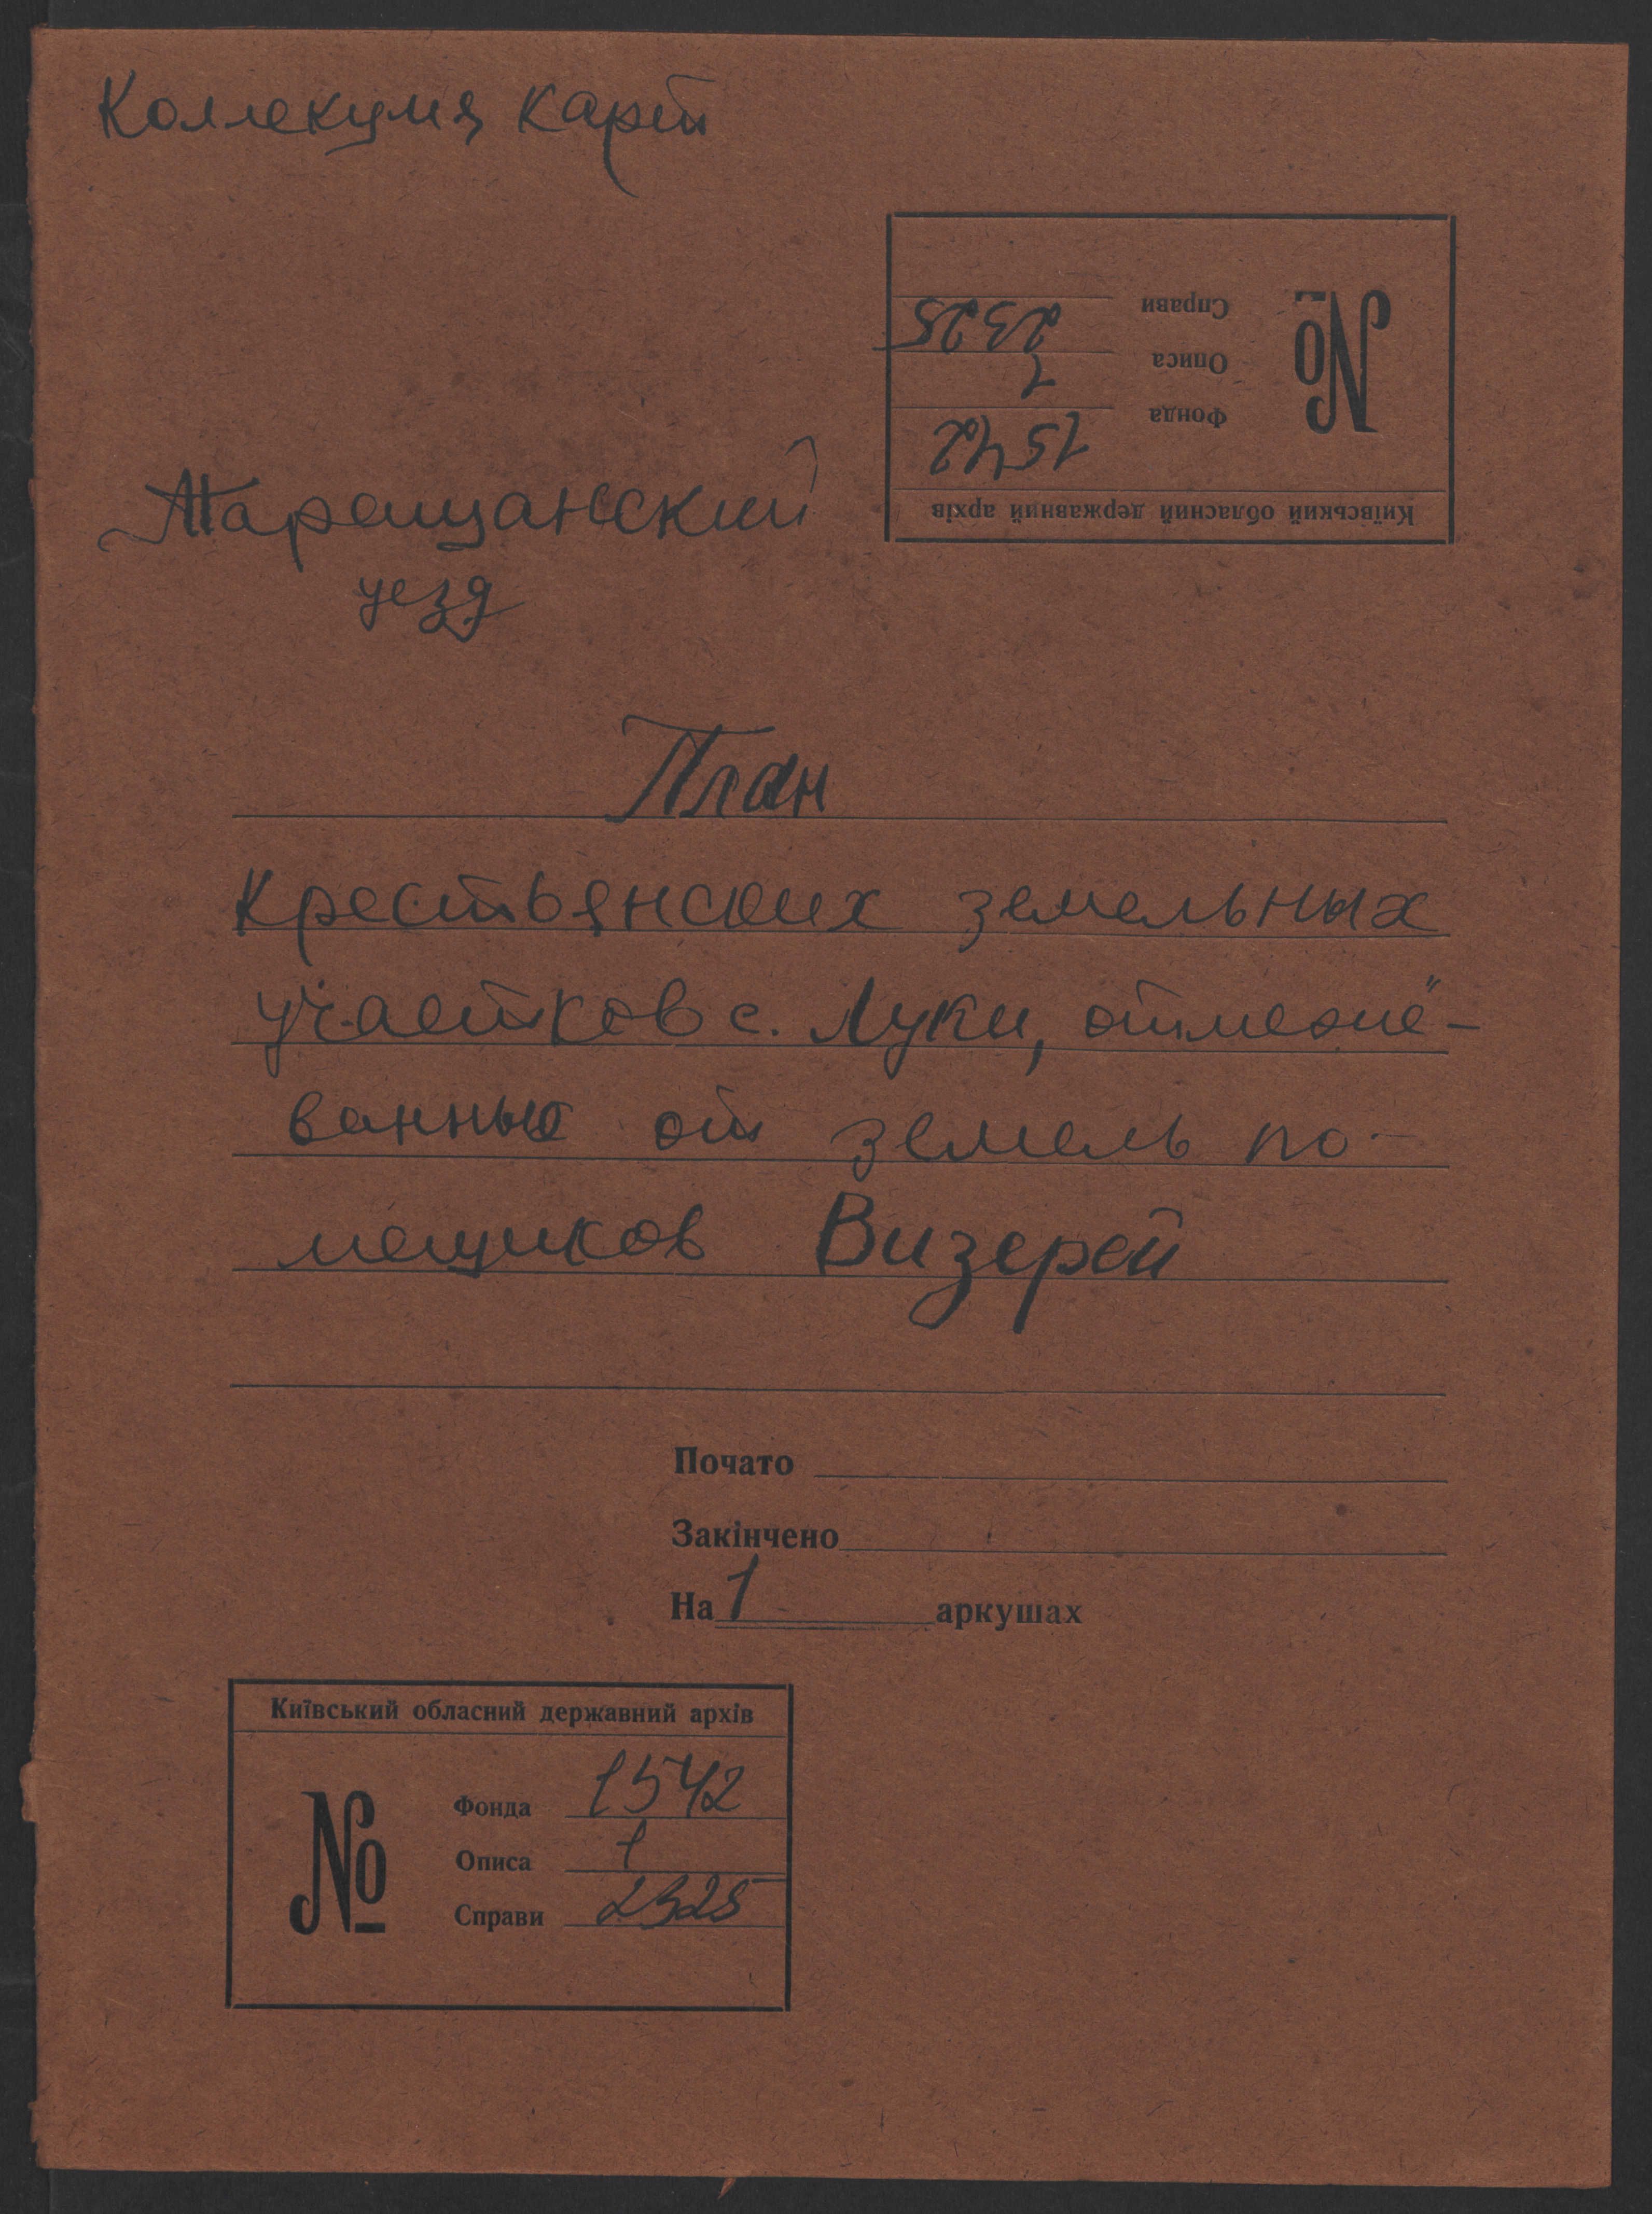 Коллекция карт
Київський обласний державний архів
№
Фонда 1542
Описа 1
Справи 2325
Таращанский
уезд
План
Крестьянских земельных
участков с. Луки, отмежё-
ванных от земель по-
мещиков Визерей
Почато
Закінчено
На 1 аркушах
Київський обласний державний архів
№
Фонда 1542
Описа 1
Справи 2325